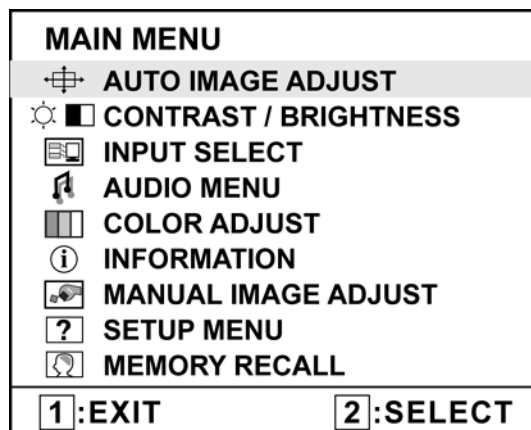 MAIN MENU
AUTO IMAGE ADJUST
CONTRAST / BRIGHTNESS
INPUT SELECT
AUDIO MENU
COLOR ADJUST
INFORMATION
MANUAL IMAGE ADJUST
SETUP MENU
MEMORY RECALL
1:EXIT 2:SELECT